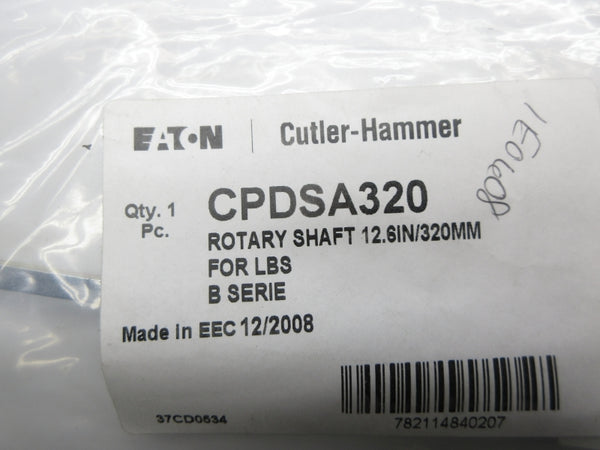 EATON | Cutler-Hammer
Qty. 1 Pc.
CPDSA320
ROTARY SHAFT 12.6IN/320MM
FOR LBS
B SERIE
Made in EEC 12/2008
37CD0534
782114840207